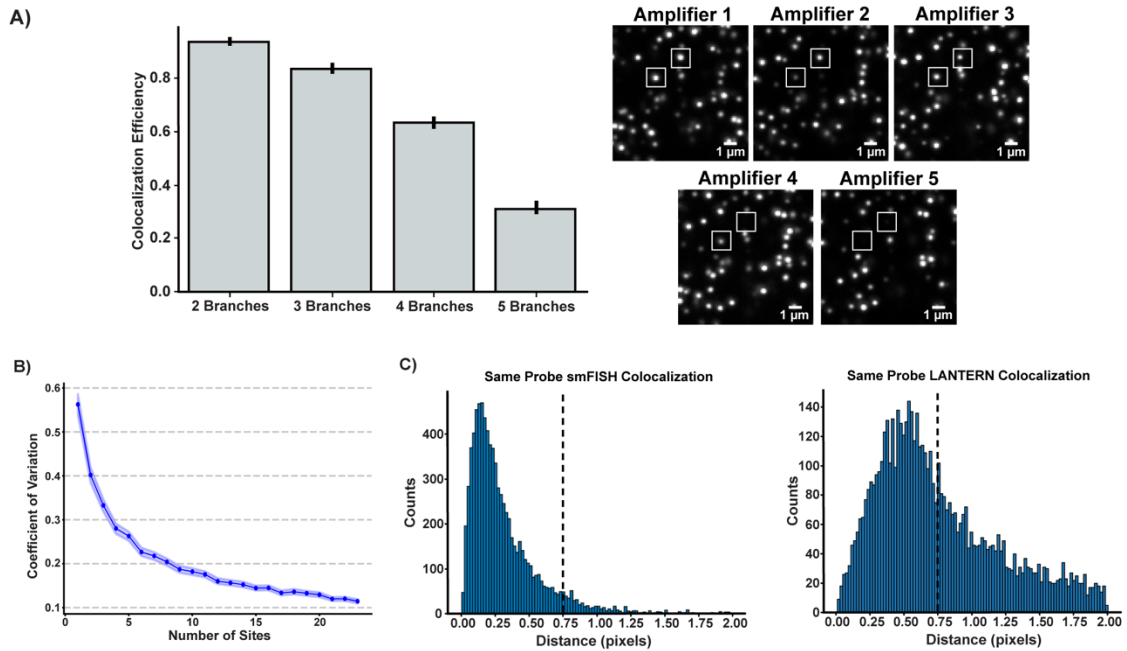 A)
Colocalization Efficiency
0.8
0.6
0.4
0.2
0.0
2 Branches 3 Branches 4 Branches 5 Branches
Amplifier 1 Amplifier 2 Amplifier 3
1 µm 1 µm 1 µm
Amplifier 4 Amplifier 5
1 µm 1 µm
B)
Coefficient of Variation
0.6
0.5
0.4
0.3
0.2
0.1
0 5 10 15 20
Number of Sites
C)
Same Probe smFISH Colocalization
Counts
400
300
200
100
0
0.00 0.25 0.50 0.75 1.00 1.25 1.50 1.75 2.00
Distance (pixels)
Same Probe LANTERN Colocalization
Counts
140
120
100
80
60
40
20
0
0.00 0.25 0.50 0.75 1.00 1.25 1.50 1.75 2.00
Distance (pixels)